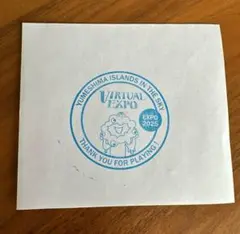 YUMESHIMA ISLANDS IN THE SKY
VIRTUAL
EXPO
EXPO
2025
THANK YOU FOR PLAYING!